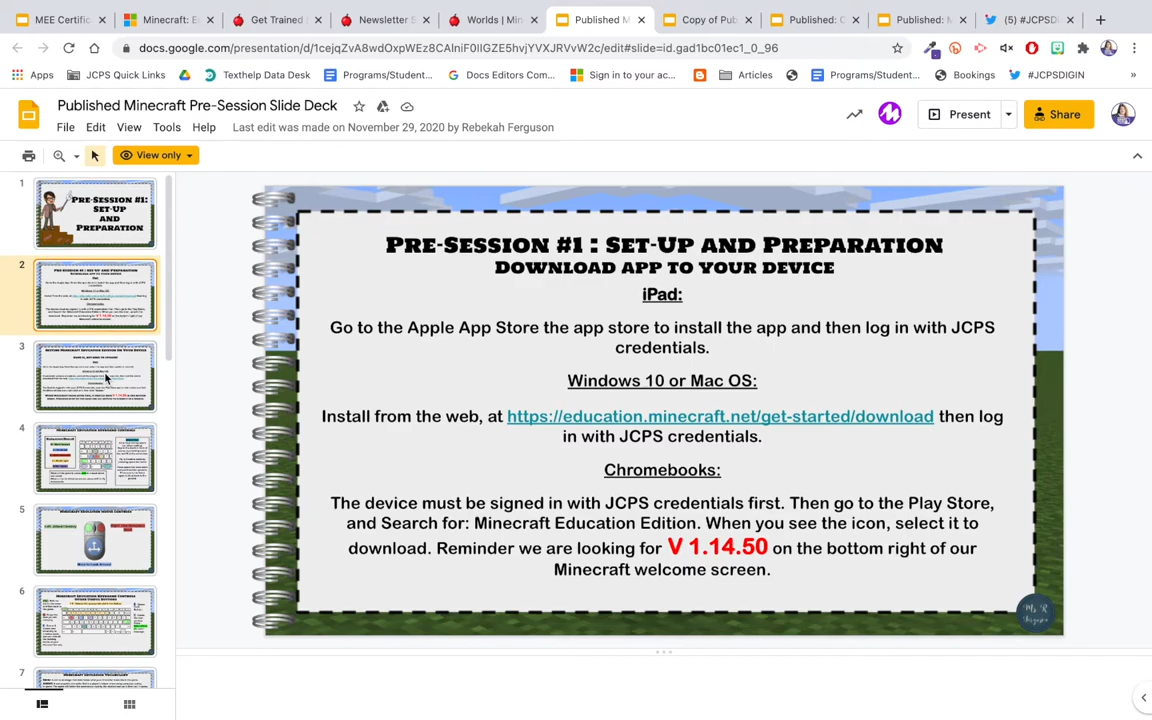 MEE Certific
Minecraft: E
Get Trained
Newsletter S
Worlds | Min
Published M
Copy of Pub
Published: C
Published: M
(5) #JCPSDI
docs.google.com/presentation/d/1cejqZvA8wdOxpWEz8CAlniF0lIGZE5hvjYVXJRVvW2c/edit#slide=id.gad1bc01ec1_0_96
Apps
JCPS Quick Links
Texthelp Data Desk
Programs/Student...
Docs Editors Com...
Sign in to your ac...
Articles
Programs/Student...
Bookings
#JCPSDIGIN
Published Minecraft Pre-Session Slide Deck
File Edit View Tools Help Last edit was made on November 29, 2020 by Rebekah Ferguson
Present
Share
View only
1
Pre-Session #1:
Set-Up
and
Preparation
2
3
4
5
6
7
Pre-Session #1 : Set-Up and Preparation
Download app to your device
iPad:
Go to the Apple App Store the app store to install the app and then log in with JCPS
credentials.
Windows 10 or Mac OS:
Install from the web, at https://education.minecraft.net/get-started/download then log
in with JCPS credentials.
Chromebooks:
The device must be signed in with JCPS credentials first. Then go to the Play Store,
and Search for: Minecraft Education Edition. When you see the icon, select it to
download. Reminder we are looking for V 1.14.50 on the bottom right of our
Minecraft welcome screen.